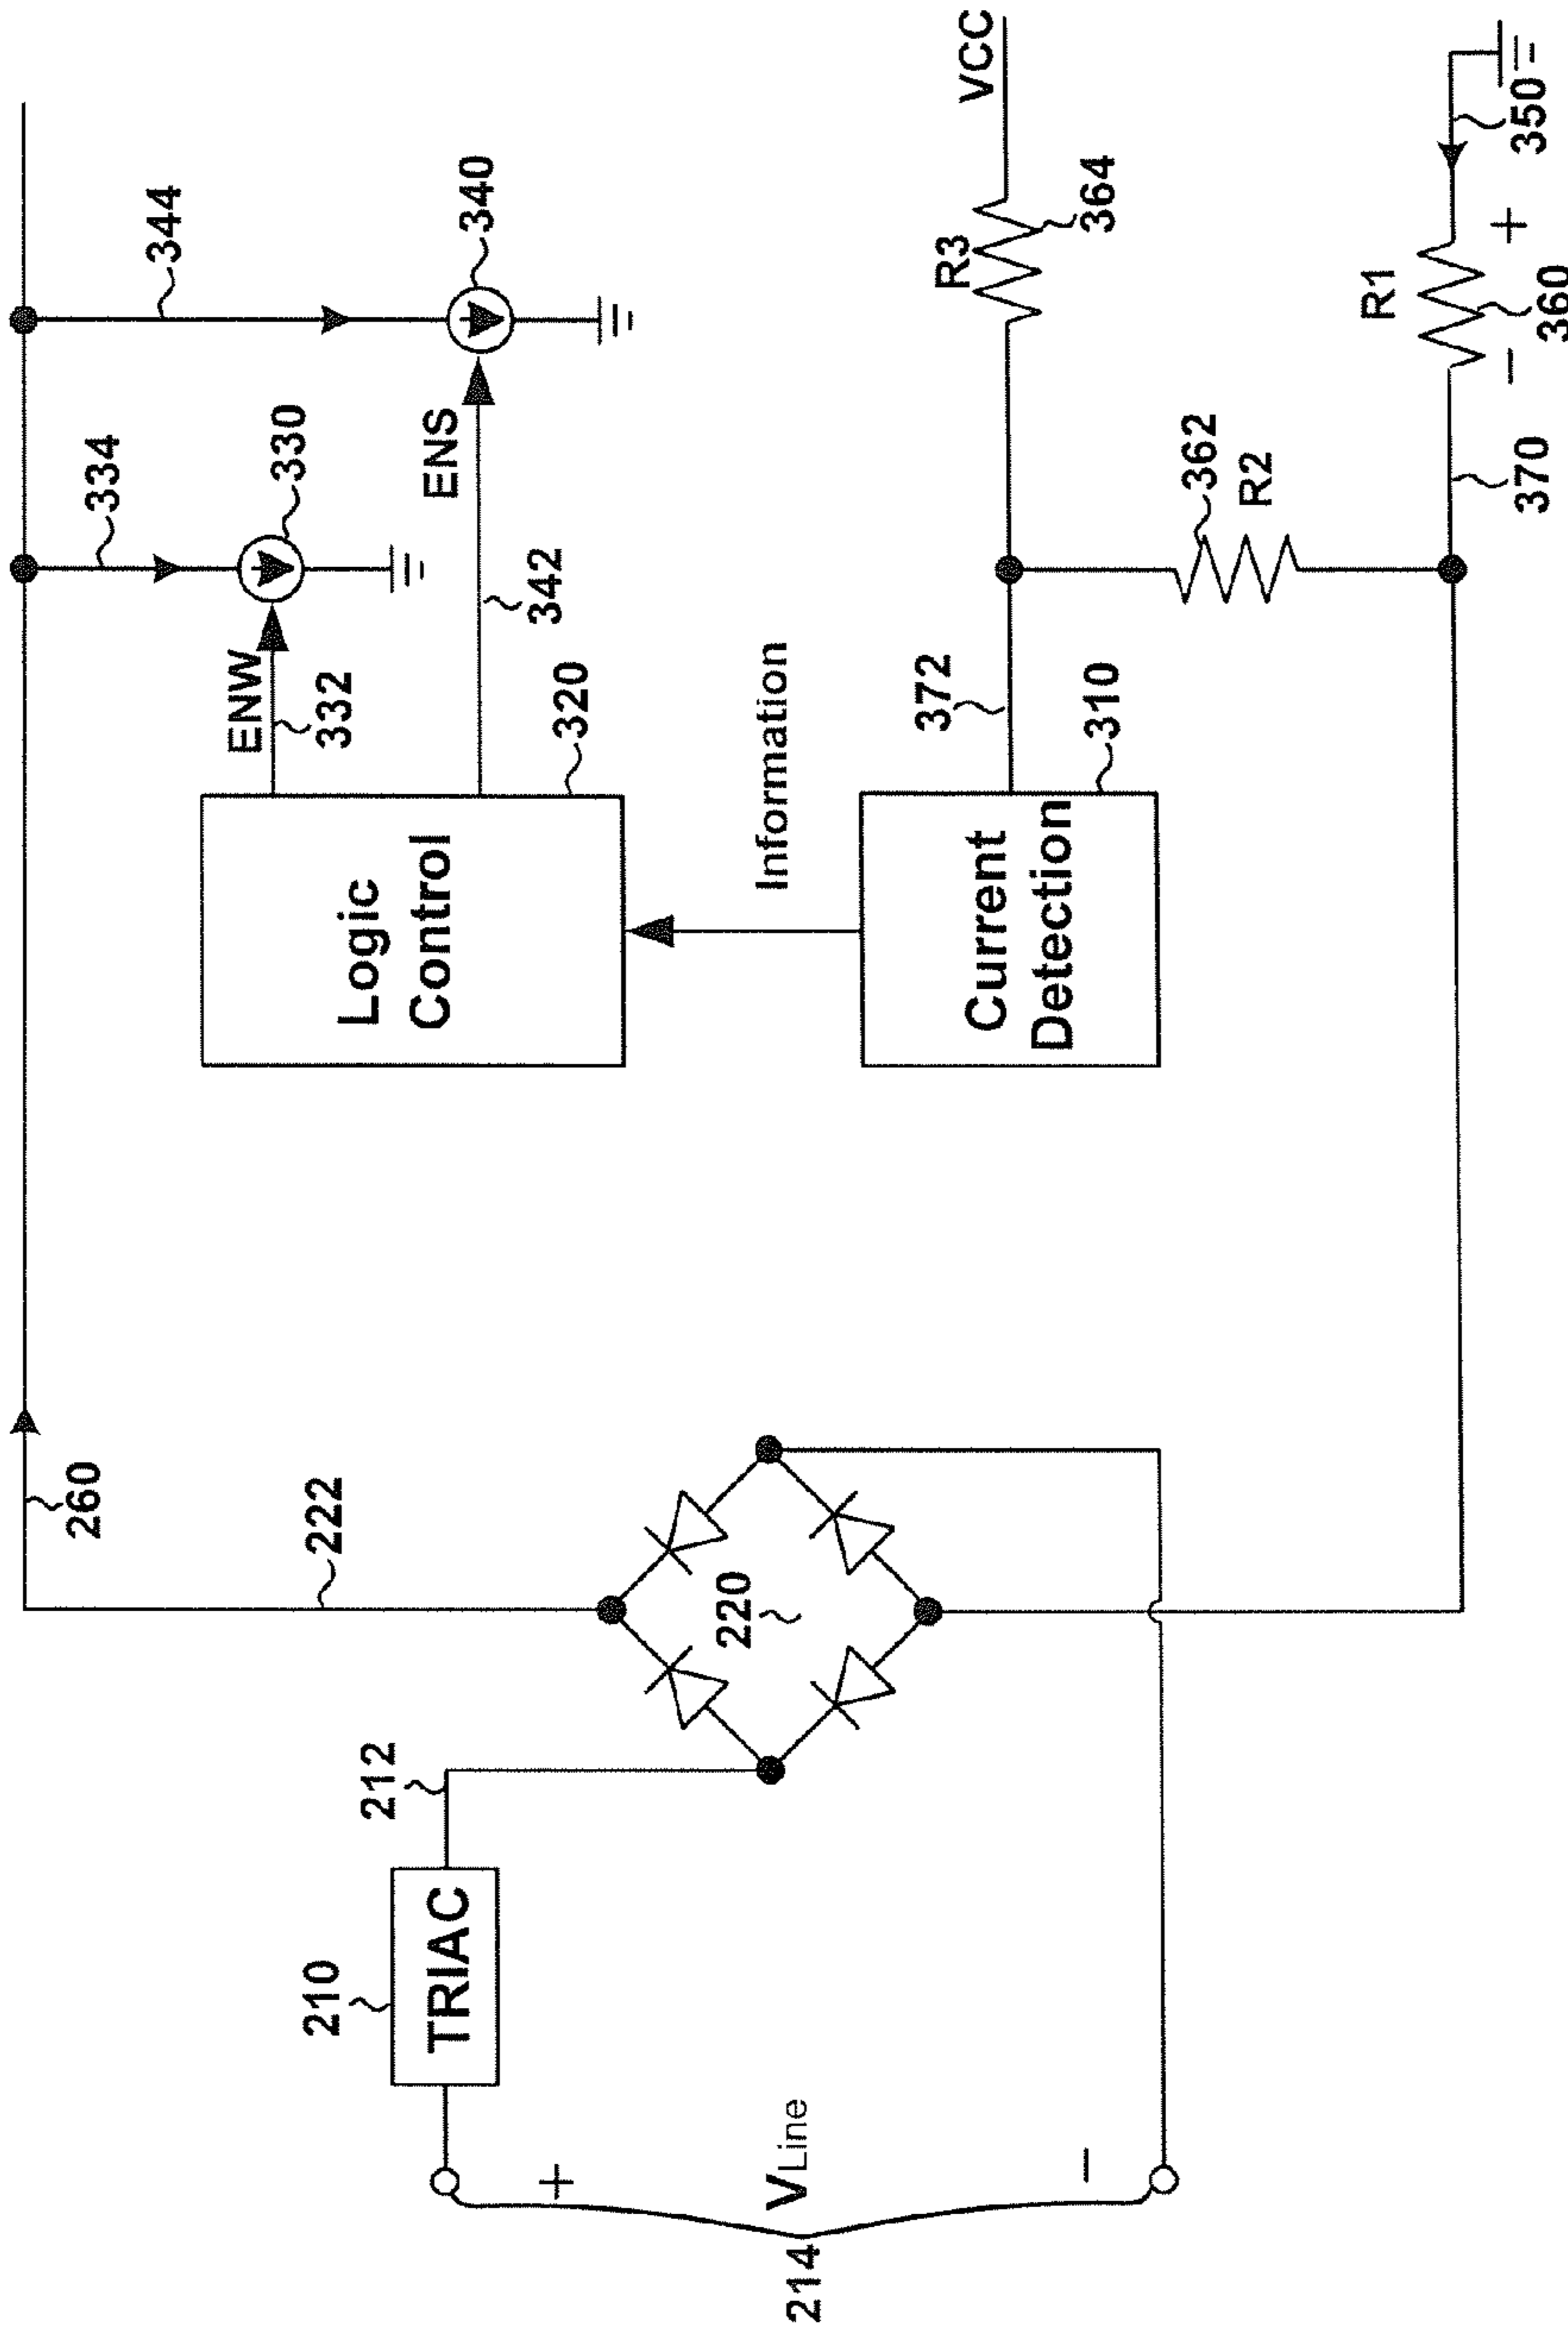 260
334
344
ENW
330
210
222
332
212
Logic
Control
TRIAC
ENS
340
342
320
+
220
Information
VLine
214
372
R3
VCC
Current
Detection
−
310
364
362
R2
R1
− +
370
360
350